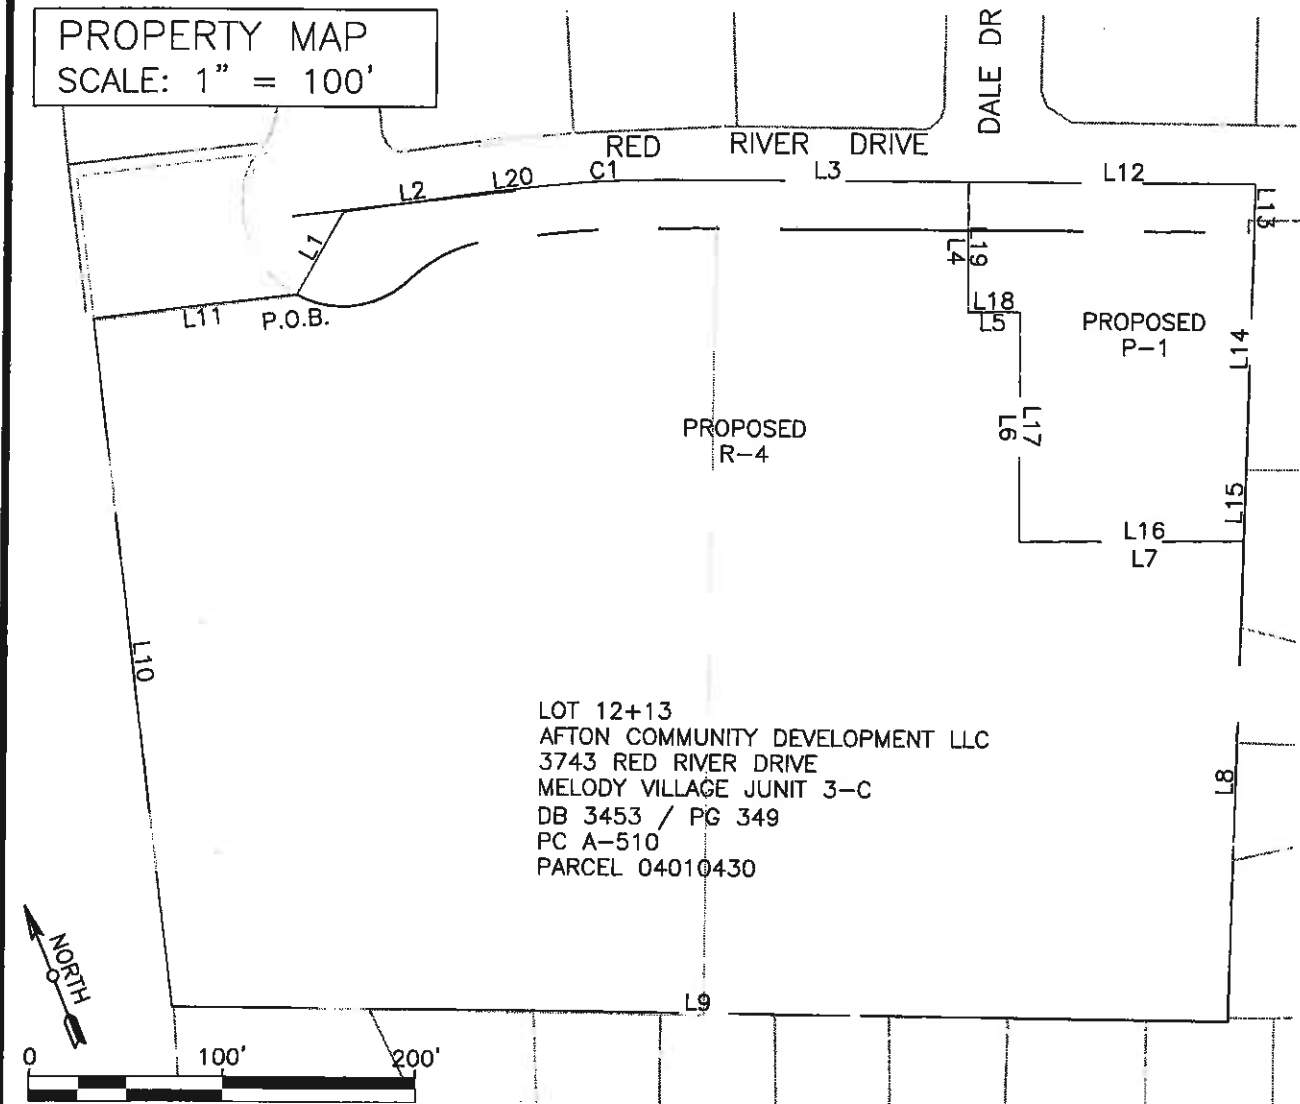 PROPERTY MAP
SCALE: 1" = 100'
DALE DR
RED RIVER DRIVE
C1
L3
L12
L2
L20
L13
L1
L4
L19
L11
P.O.B.
L18
L5
PROPOSED
P-1
L14
PROPOSED
R-4
L6
L17
L15
L16
L7
L10
LOT 12+13
AFTON COMMUNITY DEVELOPMENT LLC
3743 RED RIVER DRIVE
MELODY VILLAGE JUNIT 3-C
DB 3453 / PG 349
PC A-510
PARCEL 04010430
L8
NORTH
L9
0 100' 200'